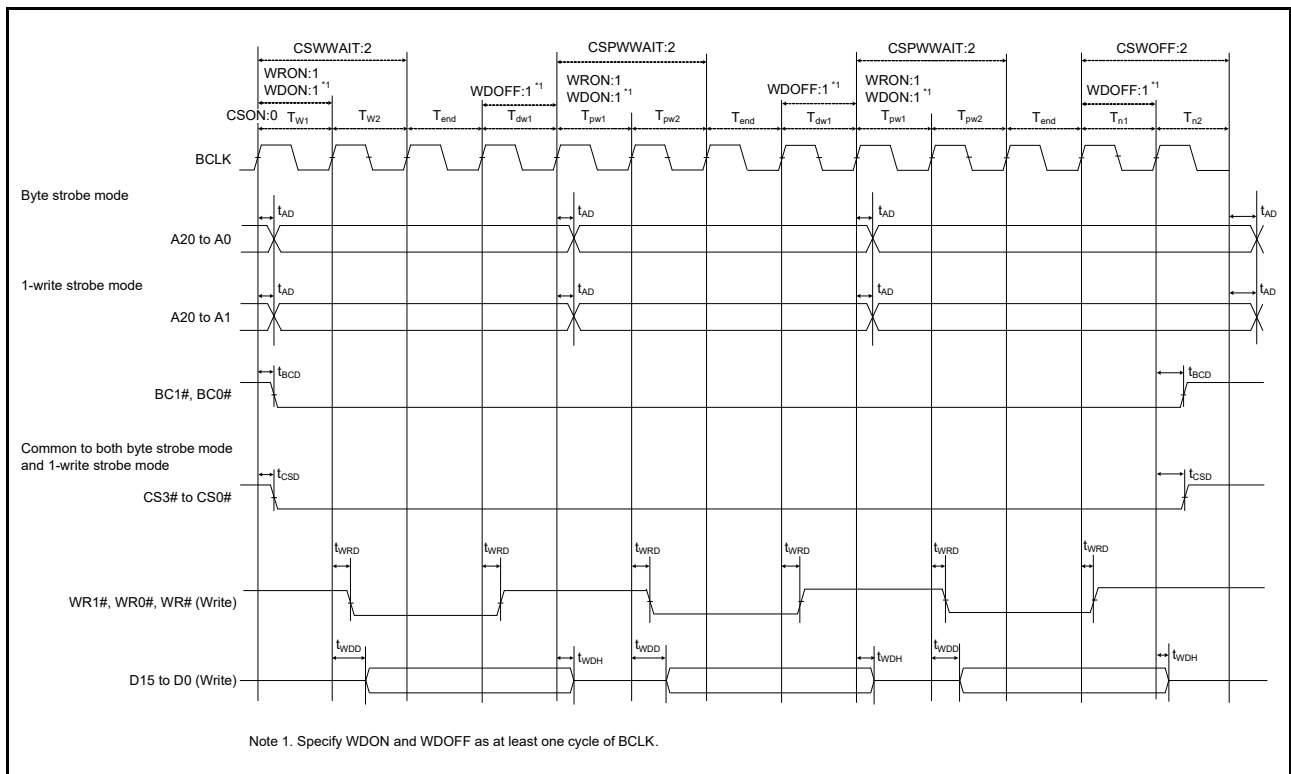 CSWWAIT:2 CSPWWAIT:2 CSPWWAIT:2 CSWOFF:2
WRON:1 WRON:1 WRON:1
WDON:1 *1 WDOFF:1 *1 WDON:1 *1 WDOFF:1 *1 WDON:1 *1 WDOFF:1 *1
CSON:0 TW1 TW2 Tend Tdw1 Tpw1 Tpw2 Tend Tdw1 Tpw1 Tpw2 Tend Tn1 Tn2
BCLK
Byte strobe mode
tAD tAD tAD tAD
A20 to A0
1-write strobe mode
tAD tAD tAD tAD
A20 to A1
tBCD tBCD
BC1#, BC0#
Common to both byte strobe mode
and 1-write strobe mode
tCSD tCSD
CS3# to CS0#
tWRD tWRD tWRD tWRD tWRD tWRD
WR1#, WR0#, WR# (Write)
tWDD tWDH tWDD tWDH tWDD tWDH
D15 to D0 (Write)
Note 1. Specify WDON and WDOFF as at least one cycle of BCLK.